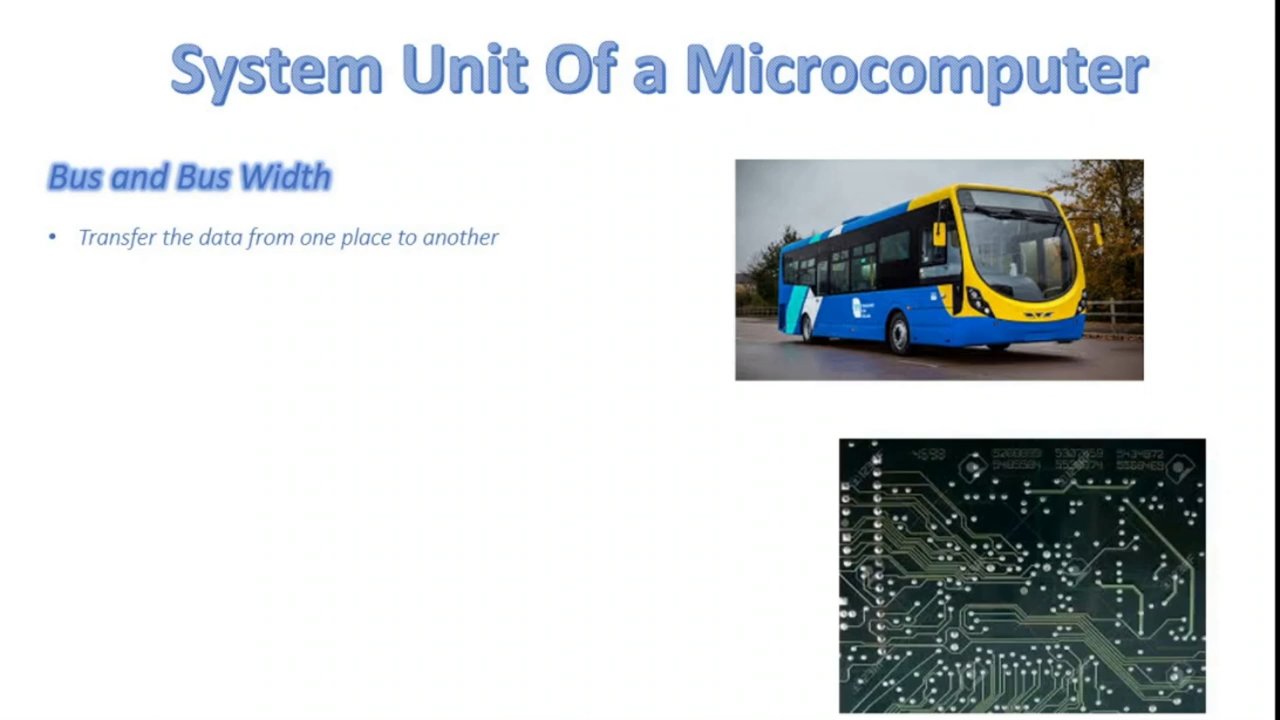 System Unit Of a Microcomputer
Bus and Bus Width
• Transfer the data from one place to another